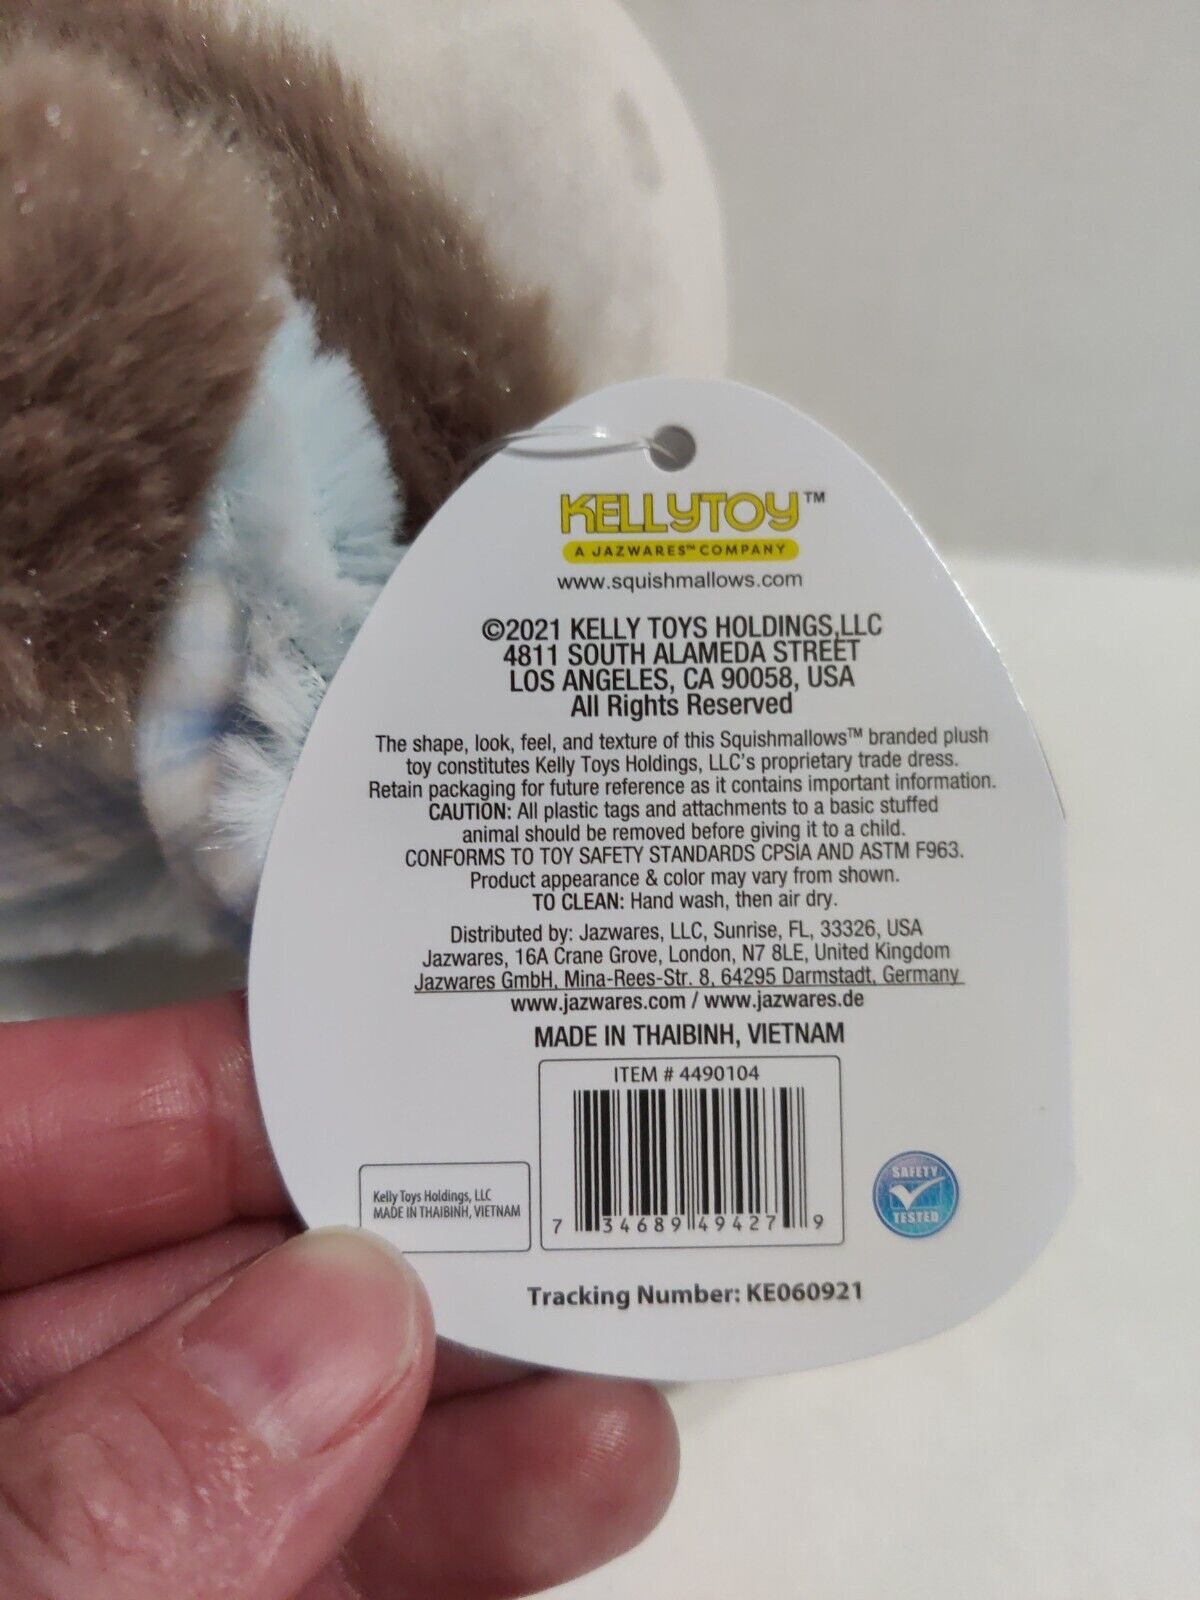 KELLYTOY™
A JAZWARES™ COMPANY
www.squishmallows.com
©2021 KELLY TOYS HOLDINGS,LLC
4811 SOUTH ALAMEDA STREET
LOS ANGELES, CA 90058, USA
All Rights Reserved
The shape, look, feel, and texture of this Squishmallows™ branded plush
toy constitutes Kelly Toys Holdings, LLC's proprietary trade dress.
Retain packaging for future reference as it contains important information.
CAUTION: All plastic tags and attachments to a basic stuffed
animal should be removed before giving it to a child.
CONFORMS TO TOY SAFETY STANDARDS CPSIA AND ASTM F963.
Product appearance & color may vary from shown.
TO CLEAN: Hand wash, then air dry.
Distributed by: Jazwares, LLC, Sunrise, FL, 33326, USA
Jazwares, 16A Crane Grove, London, N7 8LE, United Kingdom
Jazwares GmbH, Mina-Rees-Str. 8, 64295 Darmstadt, Germany
www.jazwares.com / www.jazwares.de
MADE IN THAIBINH, VIETNAM
ITEM # 4490104
7 34689 49427 9
Kelly Toys Holdings, LLC
MADE IN THAIBINH, VIETNAM
SAFETY
TESTED
Tracking Number: KE060921